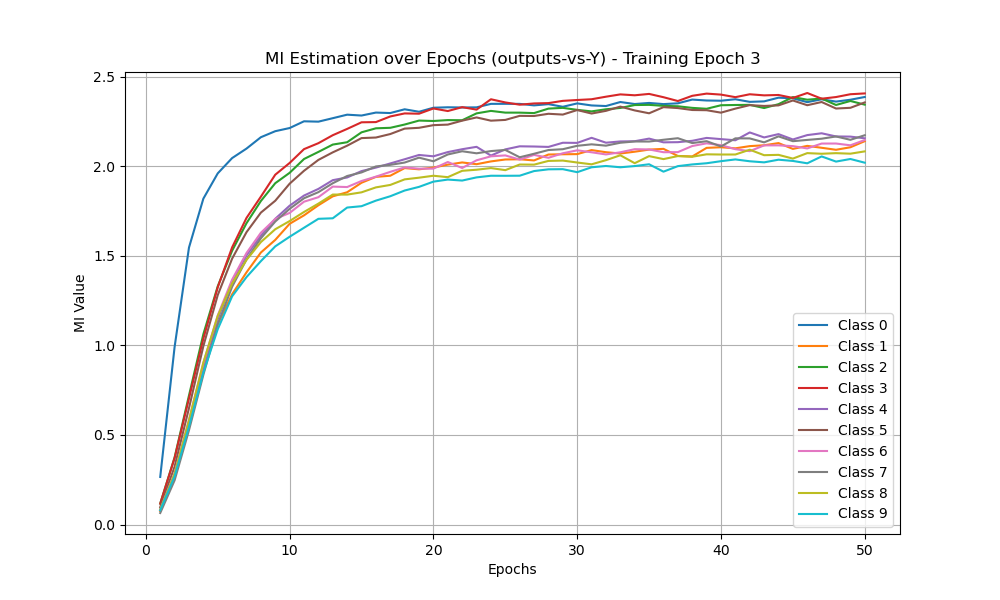 MI Estimation over Epochs (outputs-vs-Y) - Training Epoch 3
MI Value
2.5
2.0
1.5
1.0
0.5
0.0
0 10 20 30 40 50
Epochs
Class 0
Class 1
Class 2
Class 3
Class 4
Class 5
Class 6
Class 7
Class 8
Class 9